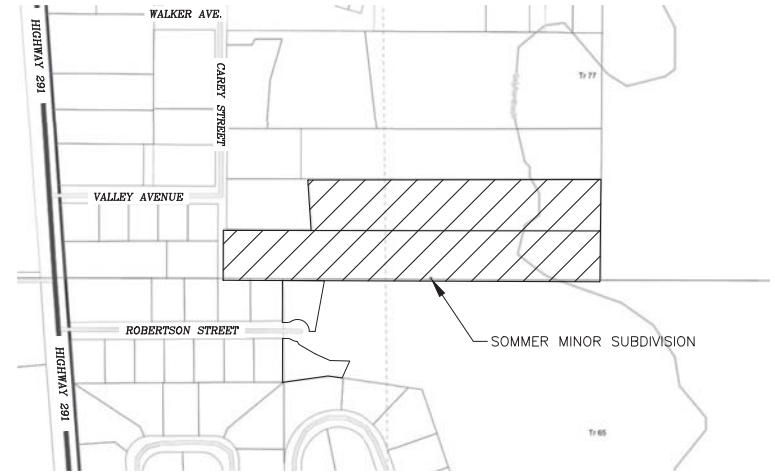 WALKER AVE.
HIGHWAY 291
CAREY STREET
Tr 77
VALLEY AVENUE
ROBERTSON STREET
SOMMER MINOR SUBDIVISION
HIGHWAY 291
Tr 65